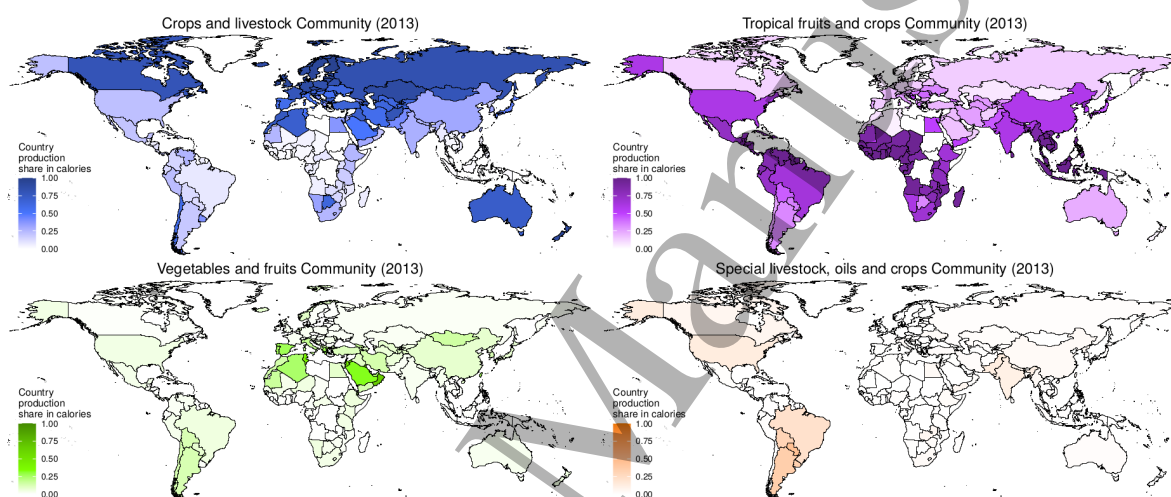 Crops and livestock Community (2013)
Country
production
share in calories
1.00
0.75
0.50
0.25
0.00
Tropical fruits and crops Community (2013)
Country
production
share in calories
1.00
0.75
0.50
0.25
0.00
Vegetables and fruits Community (2013)
Country
production
share in calories
1.00
0.75
0.50
0.25
0.00
Special livestock, oils and crops Community (2013)
Country
production
share in calories
1.00
0.75
0.50
0.25
0.00